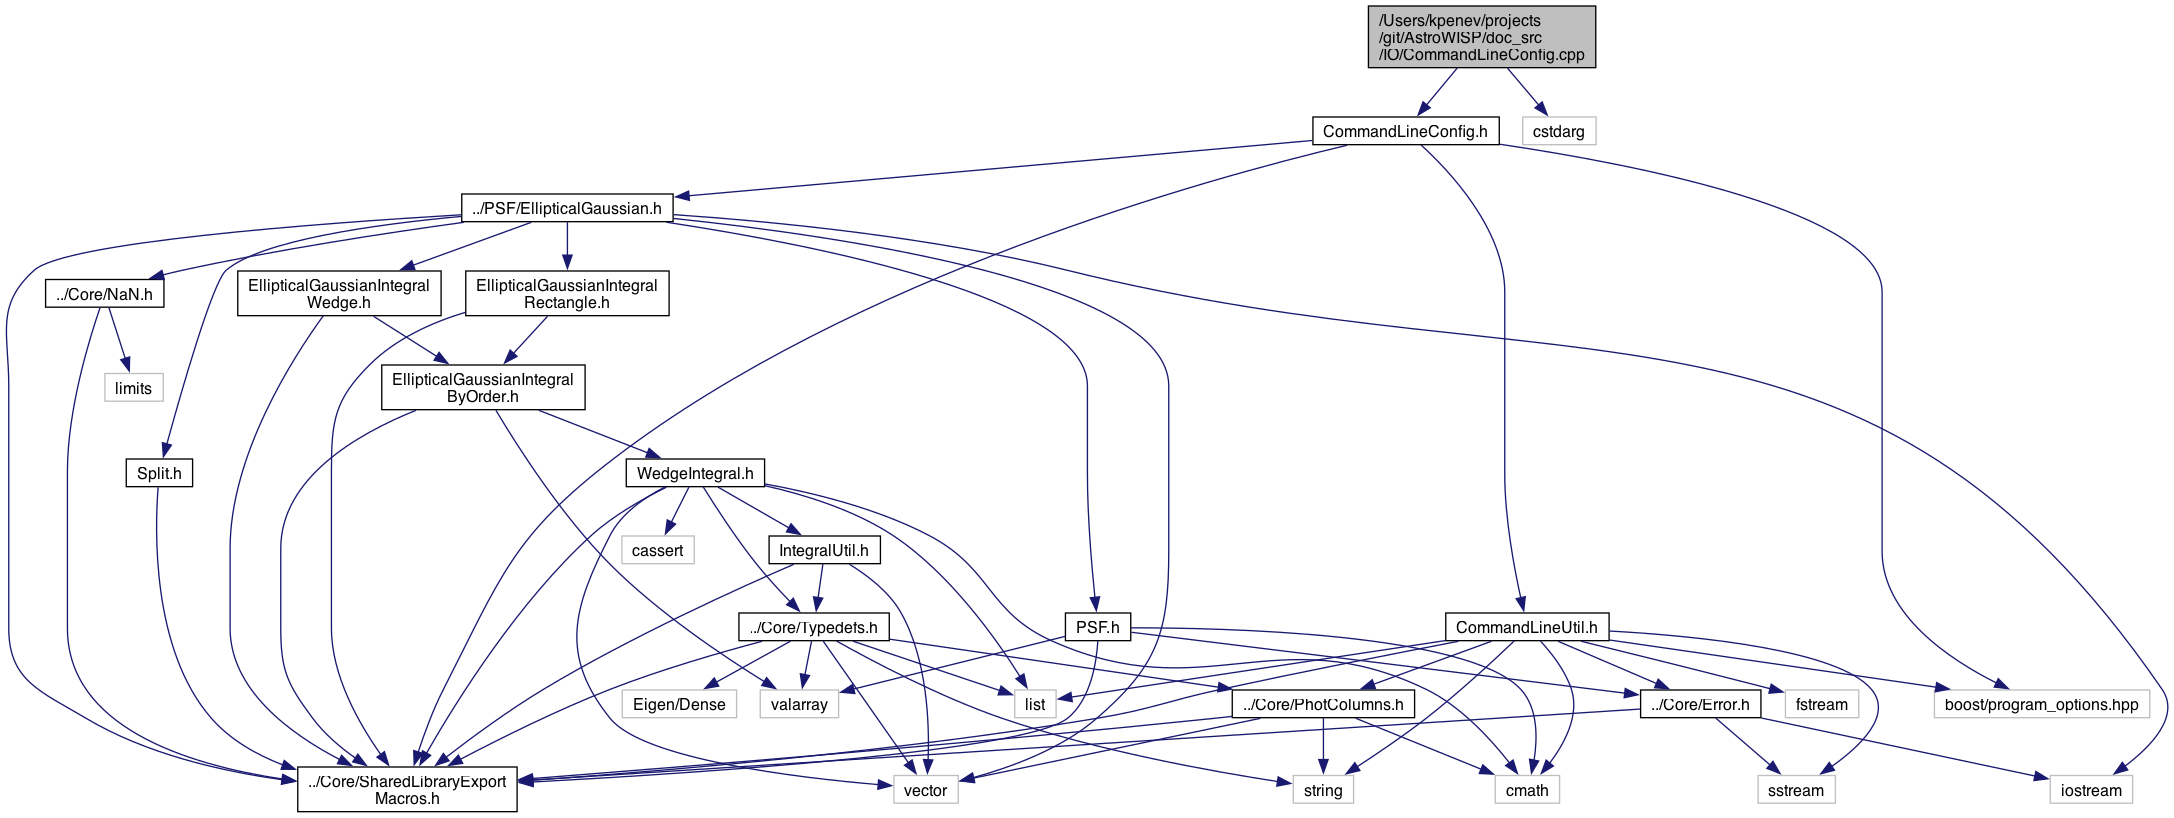 /Users/kpenev/projects
/git/AstroWISP/doc_src
/IO/CommandLineConfig.cpp
CommandLineConfig.h
cstdarg
../PSF/EllipticalGaussian.h
../Core/NaN.h
EllipticalGaussianIntegral
Wedge.h
EllipticalGaussianIntegral
Rectangle.h
limits
EllipticalGaussianIntegral
ByOrder.h
Split.h
WedgeIntegral.h
cassert
IntegralUtil.h
../Core/Typedefs.h
PSF.h
CommandLineUtil.h
Eigen/Dense
valarray
list
../Core/PhotColumns.h
../Core/Error.h
fstream
boost/program_options.hpp
../Core/SharedLibraryExport
Macros.h
vector
string
cmath
sstream
iostream